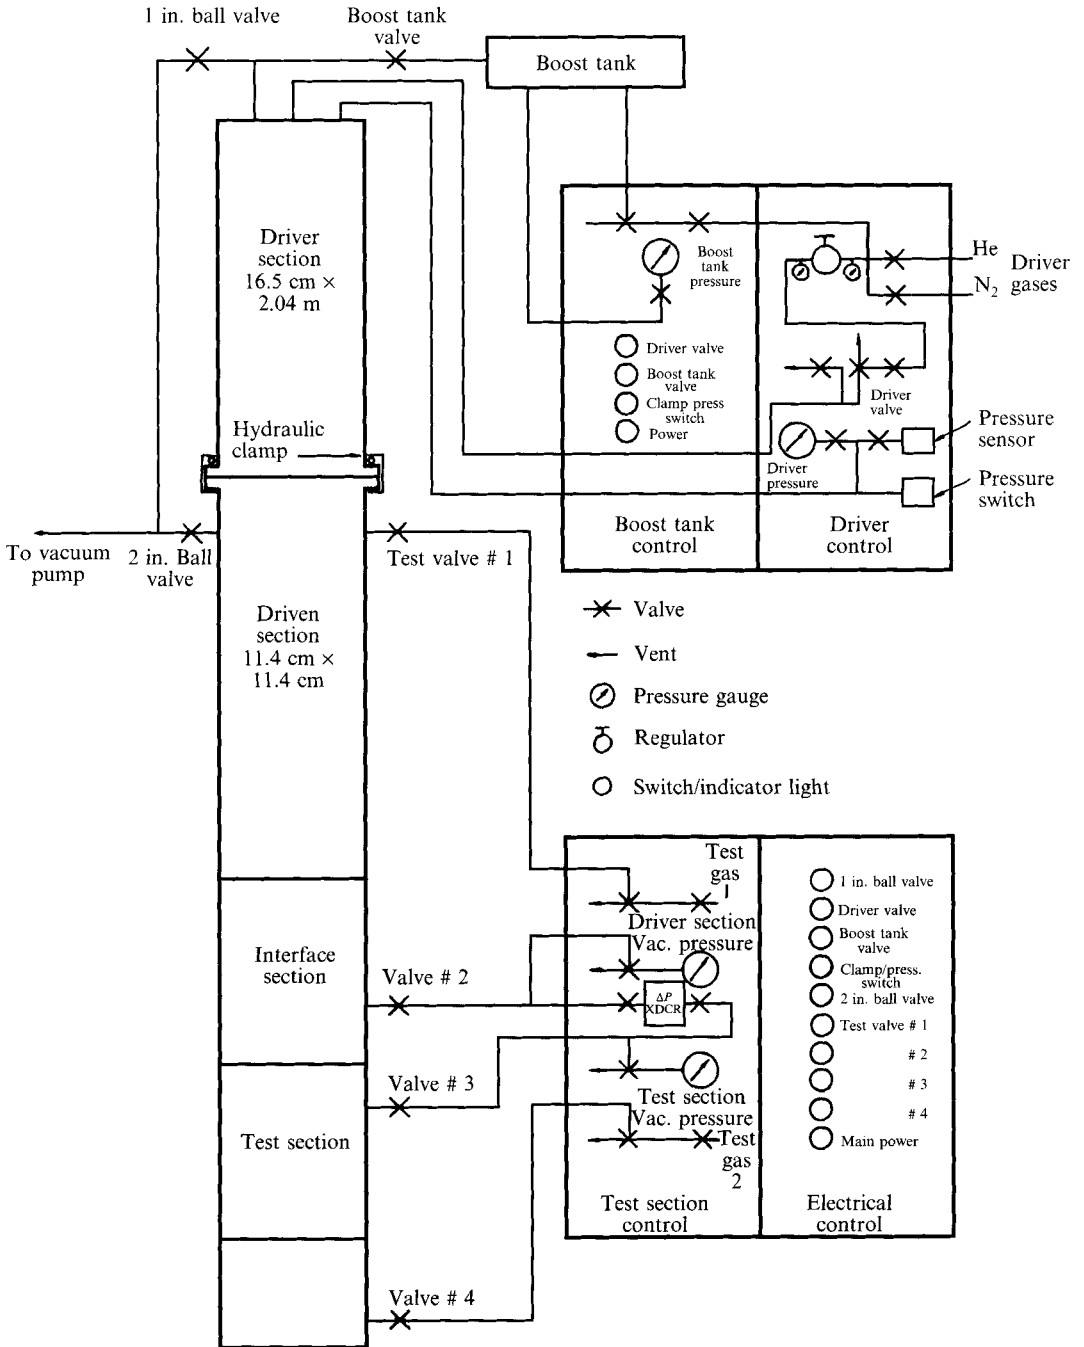 1 in. ball valve
Boost tank
valve
Boost tank
Driver
section
16.5 cm ×
2.04 m
Boost
tank
pressure
He
N2
Driver
gases
Driver valve
Boost tank
valve
Clamp press
switch
Power
Driver
valve
Driver
pressure
Pressure
sensor
Pressure
switch
Hydraulic
clamp
Boost tank
control
Driver
control
To vacuum
pump
2 in. Ball
valve
Test valve # 1
Driven
section
11.4 cm ×
11.4 cm
Valve
Vent
Pressure gauge
Regulator
Switch/indicator light
Test
gas
1
Driver section
Vac. pressure
ΔP
XDCR
Interface
section
Valve # 2
Valve # 3
Test section
Vac. pressure
Test
gas
2
Test section
Valve # 4
Test section
control
1 in. ball valve
Driver valve
Boost tank
valve
Clamp/press.
switch
2 in. ball valve
Test valve # 1
# 2
# 3
# 4
Main power
Electrical
control